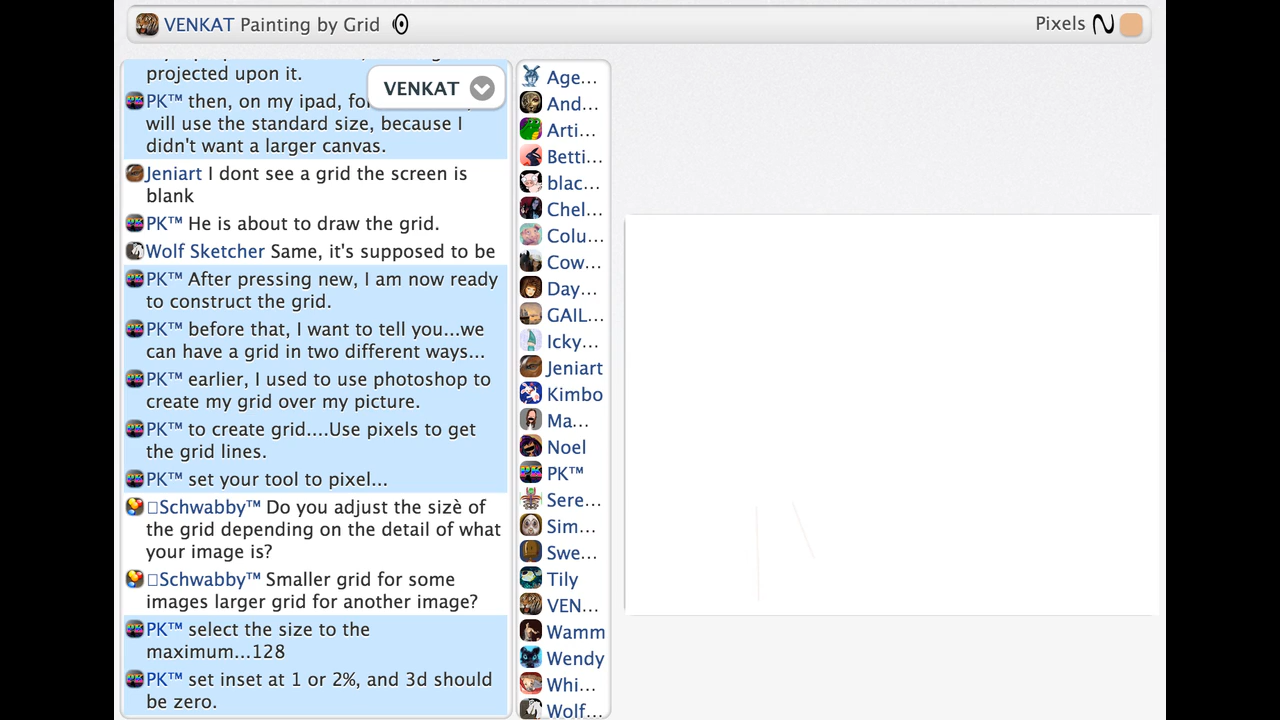 VENKAT Painting by Grid
Pixels
projected upon it.
VENKAT
PK™ then, on my ipad,
will use the standard size, because I
didn't want a larger canvas.
Jeniart I dont see a grid the screen is
blank
PK™ He is about to draw the grid.
Wolf Sketcher Same, it's supposed to be
PK™ After pressing new, I am now ready
to construct the grid.
PK™ before that, I want to tell you...we
can have a grid in two different ways...
PK™ earlier, I used to use photoshop to
create my grid over my picture.
PK™ to create grid....Use pixels to get
the grid lines.
PK™ set your tool to pixel...
Schwabby™ Do you adjust the sizè of
the grid depending on the detail of what
your image is?
Schwabby™ Smaller grid for some
images larger grid for another image?
PK™ select the size to the
maximum...128
PK™ set inset at 1 or 2%, and 3d should
be zero.
Age...
And...
Arti...
Betti...
blac...
Chel...
Colu...
Cow...
Day...
GAIL...
Icky...
Jeniart
Kimbo
Ma...
Noel
PK™
Sere...
Sim...
Swe...
Tily
VEN...
Wamm
Wendy
Whi...
Wolf...